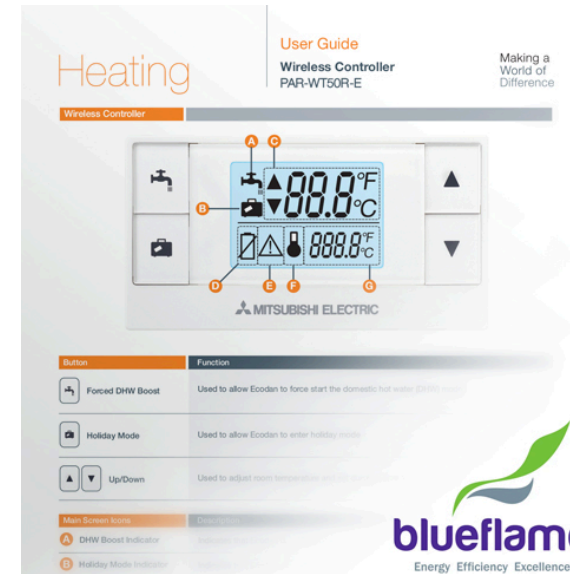 Heating
User Guide
Wireless Controller
PAR-WT50R-E
Making a
World of
Difference
Wireless Controller
A
C
88.8°F
°C
B
888.8°F
°C
D
E
F
G
MITSUBISHI ELECTRIC
Button
Function
Forced DHW Boost
Used to allow Ecodan to force start the domestic hot water (DHW)
Holiday Mode
Used to allow Ecodan to enter holiday mode
Up/Down
Used to adjust room temperature
Main Screen Icons
Description
A DHW Boost Indicator
B Holiday Mode Indicator
blueflame
Energy Efficiency Excellence